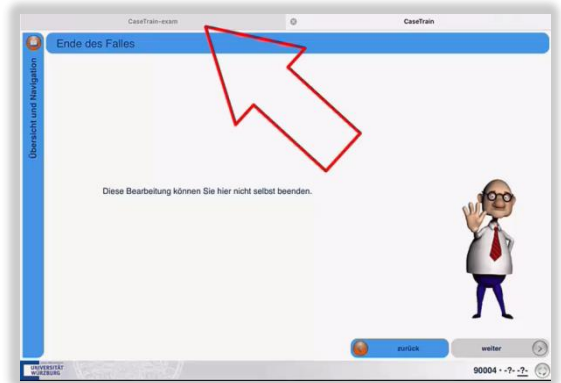 CaseTrain-exam
CaseTrain
Ende des Falles
Übersicht und Navigation
Diese Bearbeitung können Sie hier nicht selbst beenden.
zurück
weiter
UNIVERSITÄT
WÜRZBURG
90004 · -?- -?-